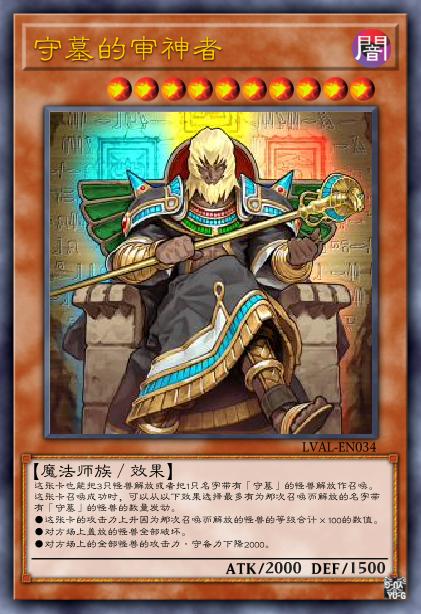 守墓的审神者
闇
LVAL-EN034
【魔法师族／效果】
这张卡也能把3只怪兽解放或者把1只名字带有「守墓」的怪兽解放作召唤。
这张卡召唤成功时，可以从以下效果选择最多有为那次召唤而解放的名字带
有「守墓」的怪兽的数量发动。
●这张卡的攻击力上升因为那次召唤而解放的怪兽的等级合计×100的数值。
●对方场上盖放的怪兽全部破坏。
●对方场上的全部怪兽的攻击力·守备力下降2000。
ATK/2000 DEF/1500